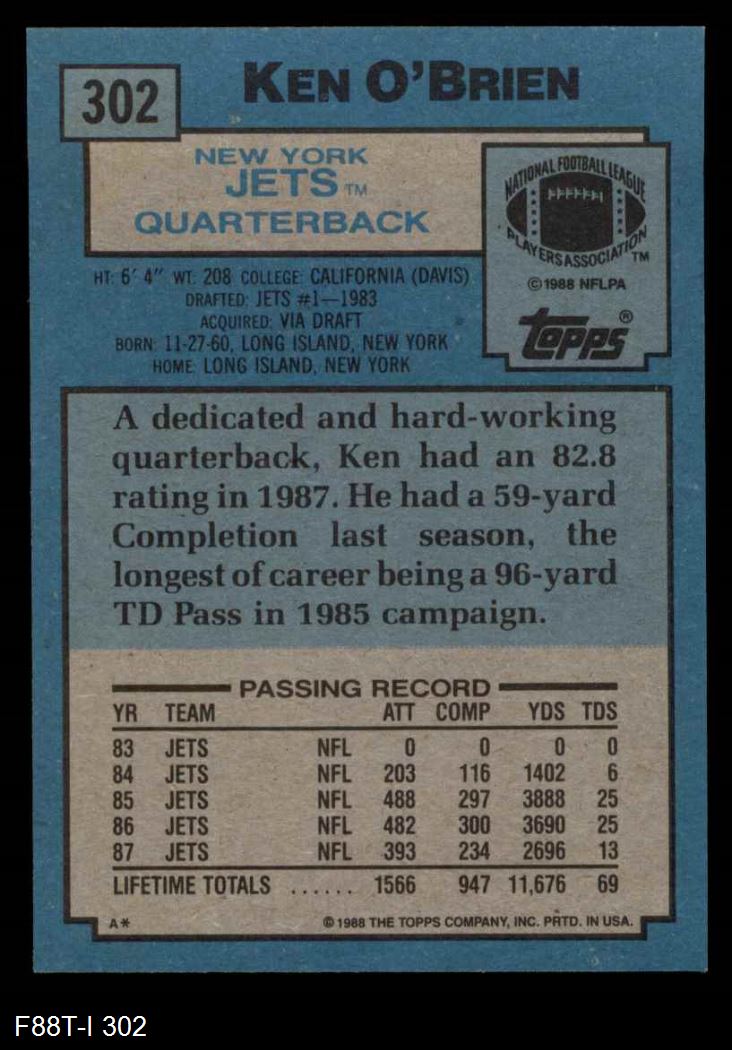 302
KEN O'BRIEN
NEW YORK
JETS TM
QUARTERBACK
NATIONAL FOOTBALL LEAGUE
PLAYERS ASSOCIATION TM
©1988 NFLPA
topps®
HT: 6' 4" WT: 208 COLLEGE: CALIFORNIA (DAVIS)
DRAFTED: JETS #1—1983
ACQUIRED: VIA DRAFT
BORN: 11-27-60, LONG ISLAND, NEW YORK
HOME: LONG ISLAND, NEW YORK
A dedicated and hard-working
quarterback, Ken had an 82.8
rating in 1987. He had a 59-yard
Completion last season, the
longest of career being a 96-yard
TD Pass in 1985 campaign.
PASSING RECORD
YR TEAM ATT COMP YDS TDS
83 JETS NFL 0 0 0 0
84 JETS NFL 203 116 1402 6
85 JETS NFL 488 297 3888 25
86 JETS NFL 482 300 3690 25
87 JETS NFL 393 234 2696 13
LIFETIME TOTALS ...... 1566 947 11,676 69
A* ©1988 THE TOPPS COMPANY, INC. PRTD. IN USA.
F88T-I 302